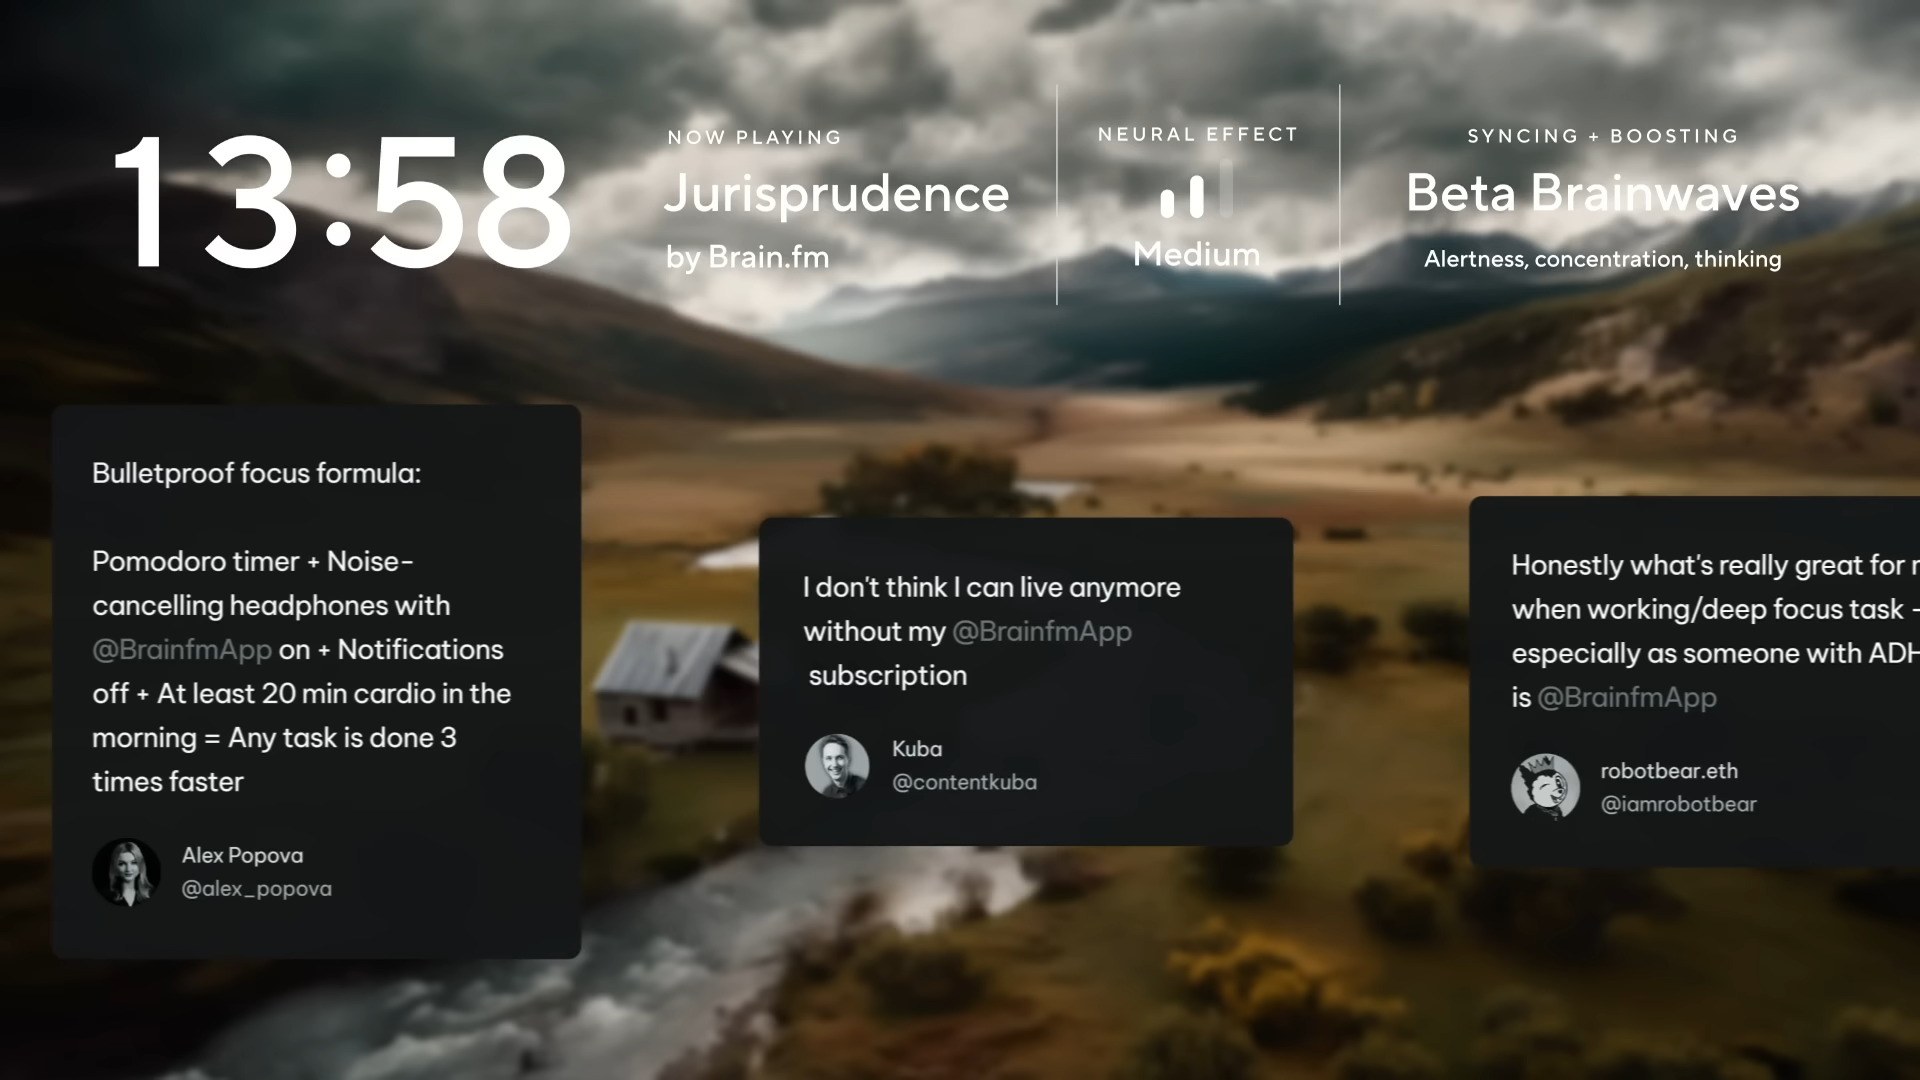 13:58
NOW PLAYING
Jurisprudence
by Brain.fm
NEURAL EFFECT
Medium
SYNCING + BOOSTING
Beta Brainwaves
Alertness, concentration, thinking
Bulletproof focus formula:
Pomodoro timer + Noise-
cancelling headphones with
@BrainfmApp on + Notifications
off + At least 20 min cardio in the
morning = Any task is done 3
times faster
Alex Popova
@alex_popova
I don't think I can live anymore
without my @BrainfmApp
subscription
Kuba
@contentkuba
Honestly what's really great for
when working/deep focus task -
especially as someone with
is @BrainfmApp
robotbear.eth
@iamrobotbear